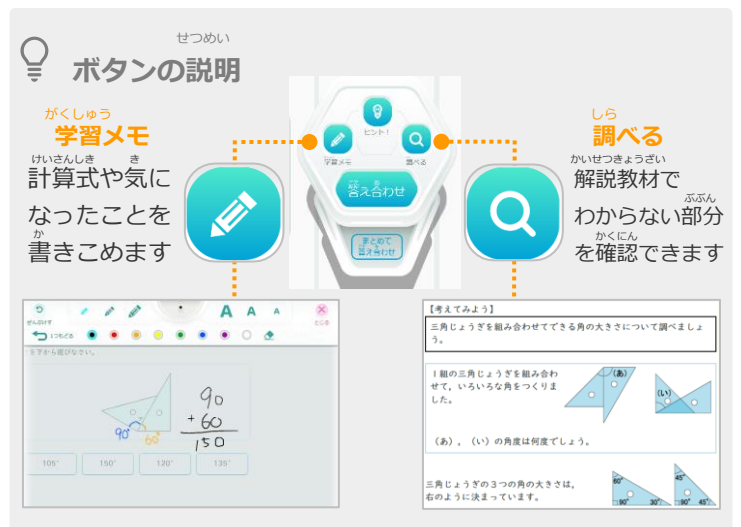 せつめい
ボタンの説明
がくしゅう
学習メモ
けいさんしき き
計算式や気に
なったことを
か
書きこめます
ヒント！
学習メモ
調べる
答え合わせ
まとめて
答え合わせ
しら
調べる
かいせつきょうざい
解説教材で
ぶぶん
わからない部分
かくにん
を確認できます
ぜんぶけす
A A A
とじる
1つもどる
を下から選びなさい。
90
+ 60
150
90°
60°
105° 150° 120° 135°
【考えてみよう】
三角じょうぎを組み合わせてできる角の大きさについて調べましょ
う。
1組の三角じょうぎを組み合わ
せて，いろいろな角をつくりま
した。
(あ)
(い)
（あ），（い）の角度は何度でしょう。
三角じょうぎの３つの角の大きさは，
右のように決まっています。
60°
90° 30°
45°
90° 45°